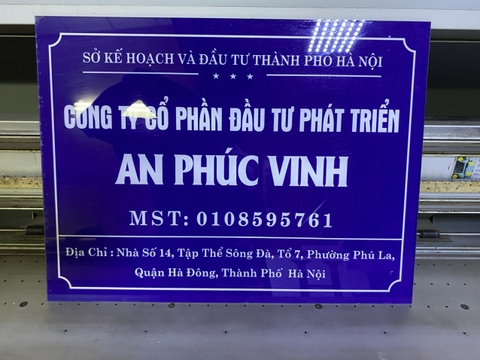 SỞ KẾ HOẠCH VÀ ĐẦU TƯ THÀNH PHỐ HÀ NỘI
CÔNG TY CỔ PHẦN ĐẦU TƯ PHÁT TRIỂN
AN PHÚC VINH
MST: 0108595761
Địa Chỉ : Nhà Số 14, Tập Thể Sông Đà, Tổ 7, Phường Phú La,
Quận Hà Đông, Thành Phố Hà Nội